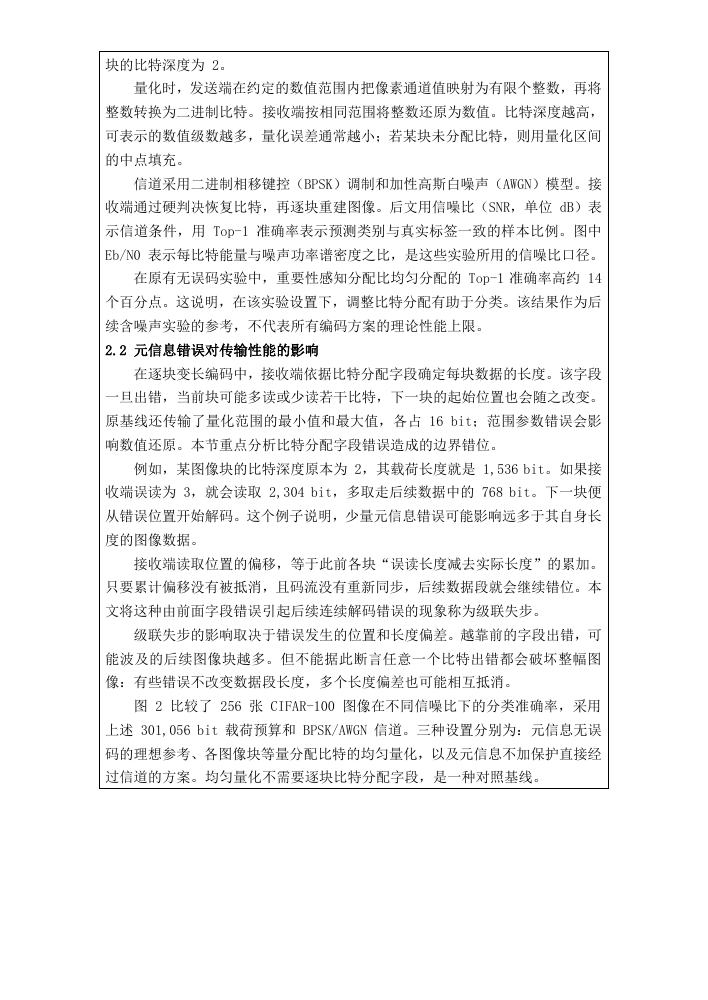 块的比特深度为 2。
量化时，发送端在约定的数值范围内把像素通道值映射为有限个整数，再将
整数转换为二进制比特。接收端按相同范围将整数还原为数值。比特深度越高，
可表示的数值级数越多，量化误差通常越小；若某块未分配比特，则用量化区间
的中点填充。
信道采用二进制相移键控（BPSK）调制和加性高斯白噪声（AWGN）模型。接
收端通过硬判决恢复比特，再逐块重建图像。后文用信噪比（SNR，单位 dB）表
示信道条件，用 Top-1 准确率表示预测类别与真实标签一致的样本比例。图中
Eb/N0 表示每比特能量与噪声功率谱密度之比，是这些实验所用的信噪比口径。
在原有无误码实验中，重要性感知分配比均匀分配的 Top-1 准确率高约 14
个百分点。这说明，在该实验设置下，调整比特分配有助于分类。该结果作为后
续含噪声实验的参考，不代表所有编码方案的理论性能上限。
2.2 元信息错误对传输性能的影响
在逐块变长编码中，接收端依据比特分配字段确定每块数据的长度。该字段
一旦出错，当前块可能多读或少读若干比特，下一块的起始位置也会随之改变。
原基线还传输了量化范围的最小值和最大值，各占 16 bit；范围参数错误会影
响数值还原。本节重点分析比特分配字段错误造成的边界错位。
例如，某图像块的比特深度原本为 2，其载荷长度就是 1,536 bit。如果接
收端误读为 3，就会读取 2,304 bit，多取走后续数据中的 768 bit。下一块便
从错误位置开始解码。这个例子说明，少量元信息错误可能影响远多于其自身长
度的图像数据。
接收端读取位置的偏移，等于此前各块“误读长度减去实际长度”的累加。
只要累计偏移没有被抵消，且码流没有重新同步，后续数据段就会继续错位。本
文将这种由前面字段错误引起后续连续解码错误的现象称为级联失步。
级联失步的影响取决于错误发生的位置和长度偏差。越靠前的字段出错，可
能波及的后续图像块越多。但不能据此断言任意一个比特出错都会破坏整幅图
像：有些错误不改变数据段长度，多个长度偏差也可能相互抵消。
图 2 比较了 256 张 CIFAR-100 图像在不同信噪比下的分类准确率，采用
上述 301,056 bit 载荷预算和 BPSK/AWGN 信道。三种设置分别为：元信息无误
码的理想参考、各图像块等量分配比特的均匀量化，以及元信息不加保护直接经
过信道的方案。均匀量化不需要逐块比特分配字段，是一种对照基线。